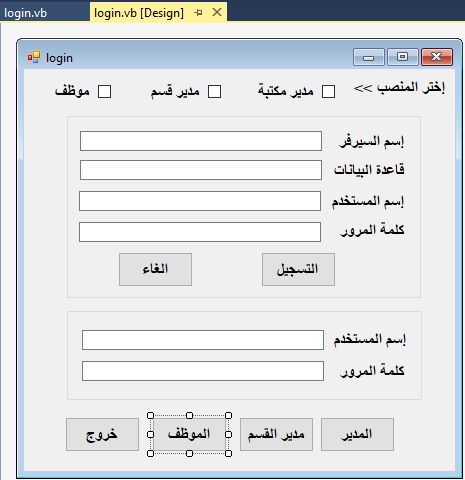 login.vb login.vb [Design]
login
إختر المنصب >> مدير مكتبة مدير قسم موظف
إسم السيرفر
قاعدة البيانات
إسم المستخدم
كلمة المرور
التسجيل الغاء
إسم المستخدم
كلمة المرور
المدير مدير القسم الموظف خروج